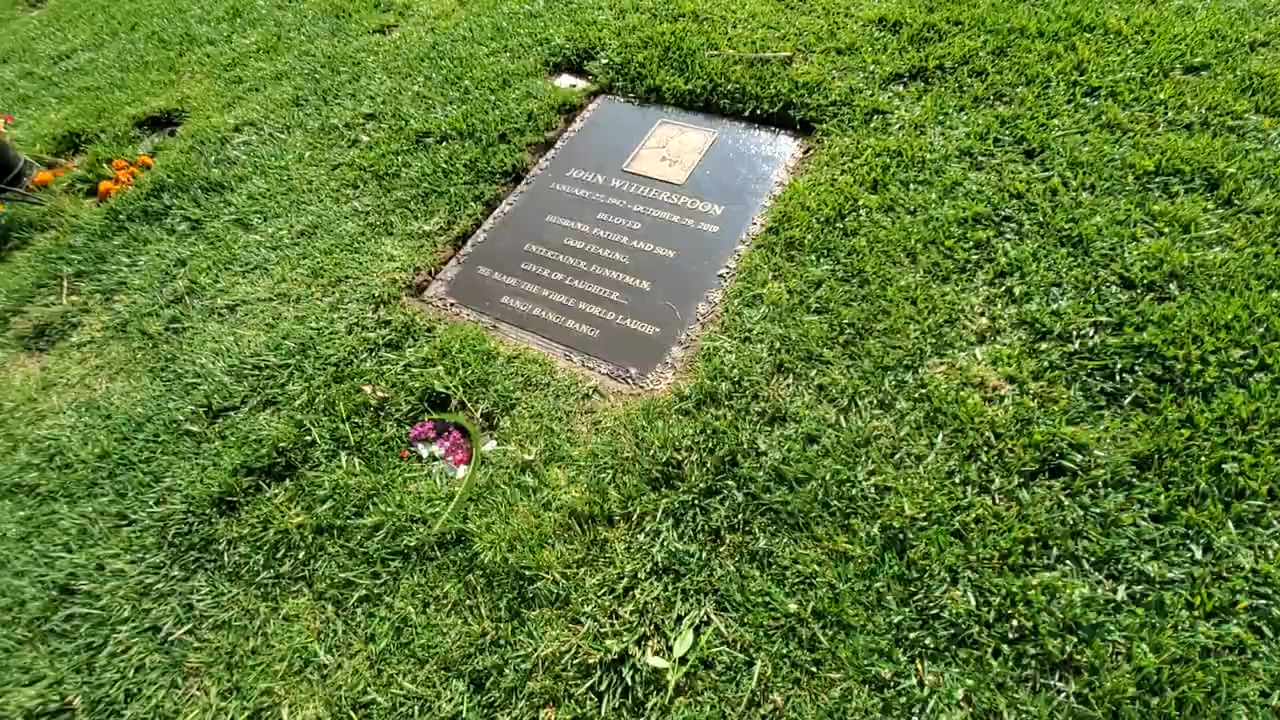 JOHN WITHERSPOON
JANUARY 27, 1942 - OCTOBER 29, 2019
BELOVED
HUSBAND, FATHER AND SON
GOD FEARING,
ENTERTAINER, FUNNYMAN,
GIVER OF LAUGHTER....
"HE MADE THE WHOLE WORLD LAUGH"
BANG! BANG! BANG!